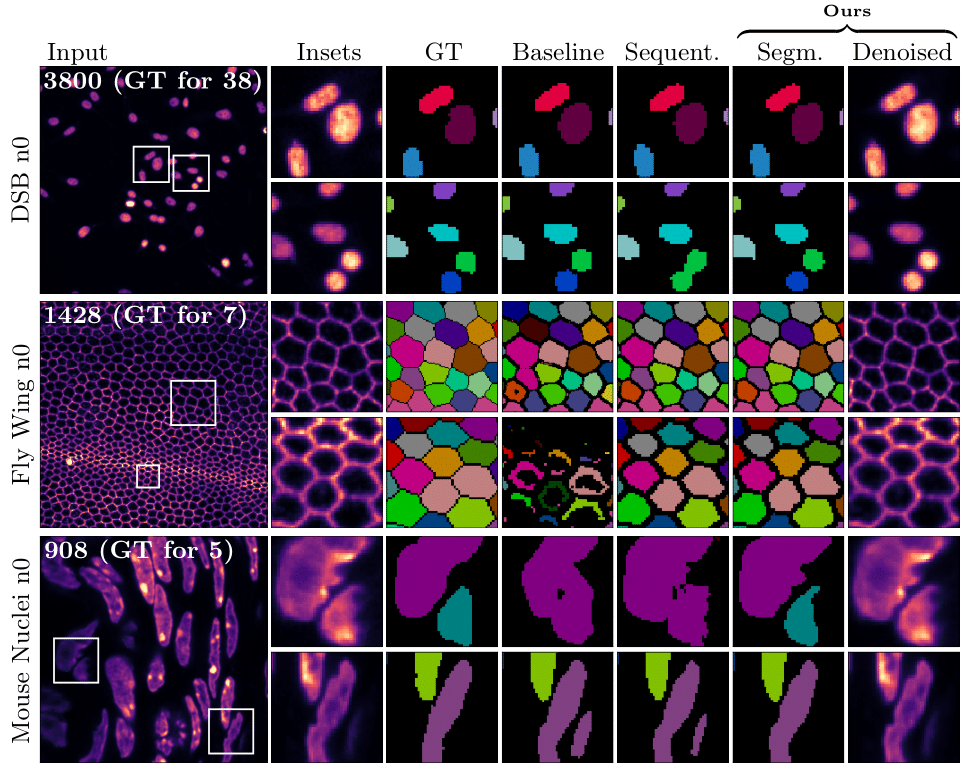 Ours
Input Insets GT Baseline Sequent. Segm. Denoised
DSB n0
3800 (GT for 38)
Fly Wing n0
1428 (GT for 7)
Mouse Nuclei n0
908 (GT for 5)